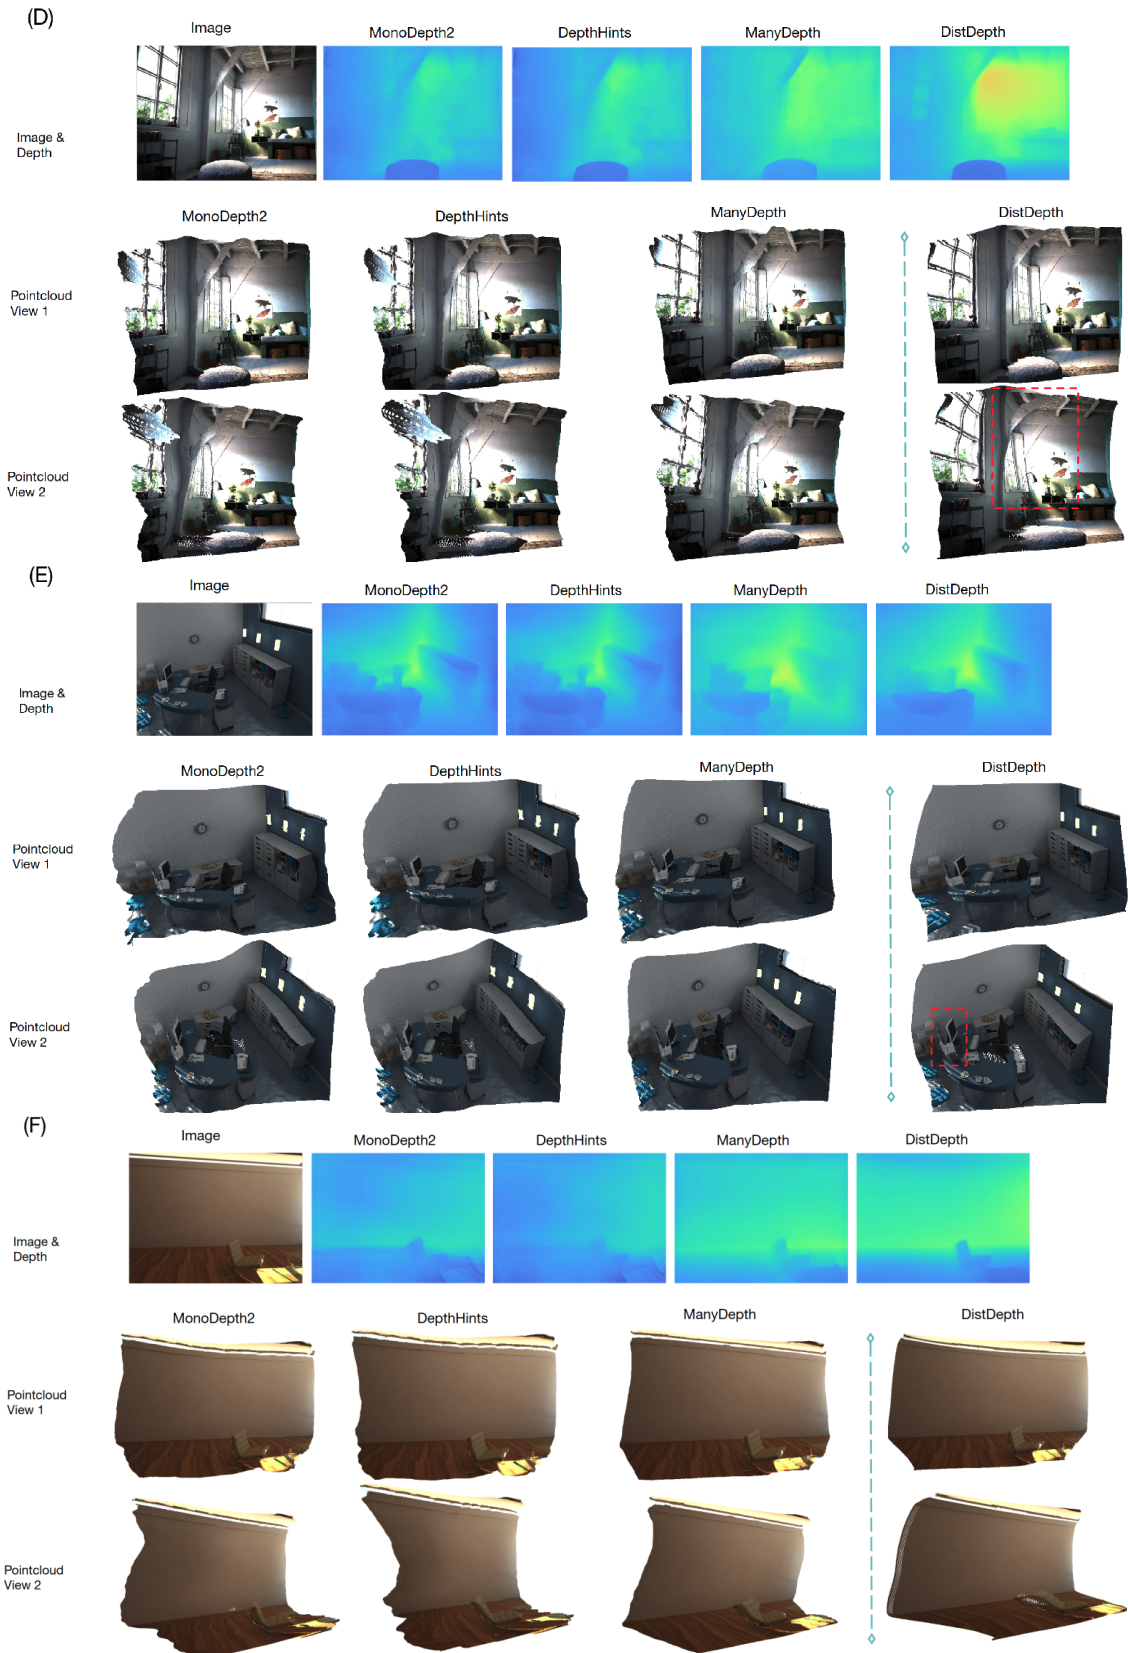 (D)
Image
MonoDepth2
DepthHints
ManyDepth
DistDepth
Image &
Depth
MonoDepth2
DepthHints
ManyDepth
DistDepth
Pointcloud
View 1
Pointcloud
View 2
(E)
Image
MonoDepth2
DepthHints
ManyDepth
DistDepth
Image &
Depth
MonoDepth2
DepthHints
ManyDepth
DistDepth
Pointcloud
View 1
Pointcloud
View 2
(F)
Image
MonoDepth2
DepthHints
ManyDepth
DistDepth
Image &
Depth
MonoDepth2
DepthHints
ManyDepth
DistDepth
Pointcloud
View 1
Pointcloud
View 2